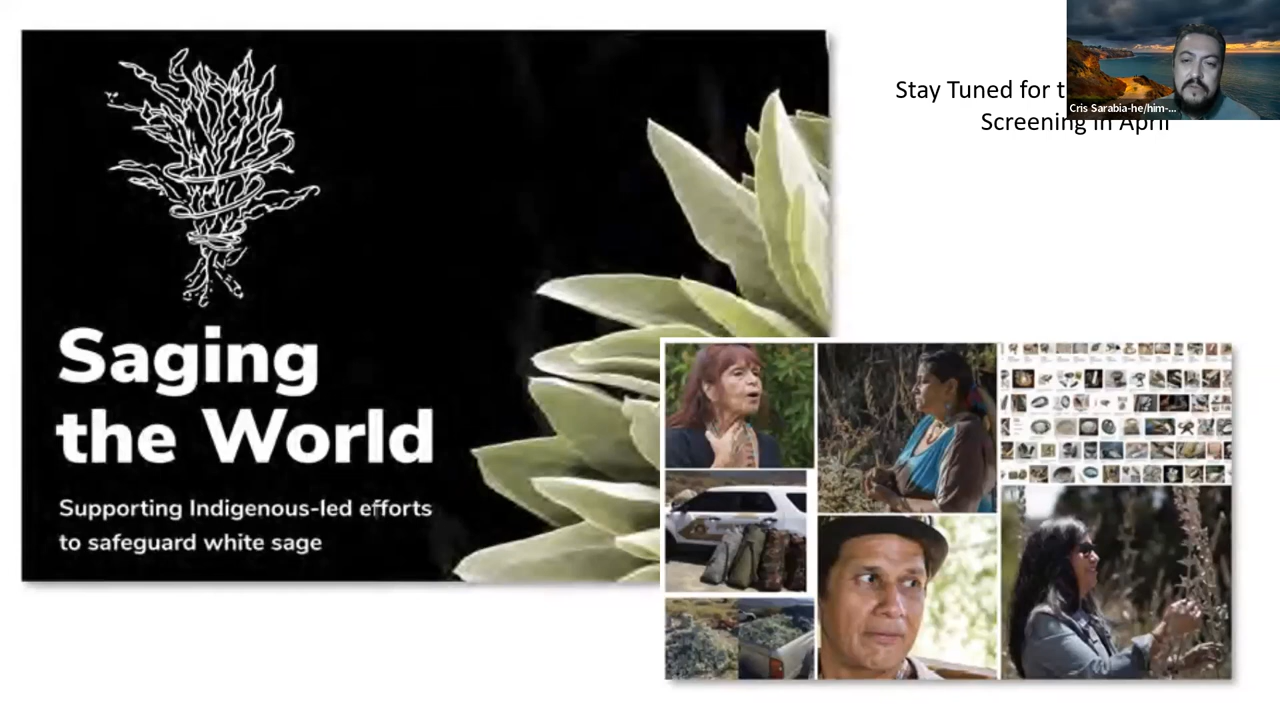 Saging
the World
Supporting Indigenous-led efforts
to safeguard white sage
Stay Tuned for
Screening in April
Cris Sarabia-he/him-...